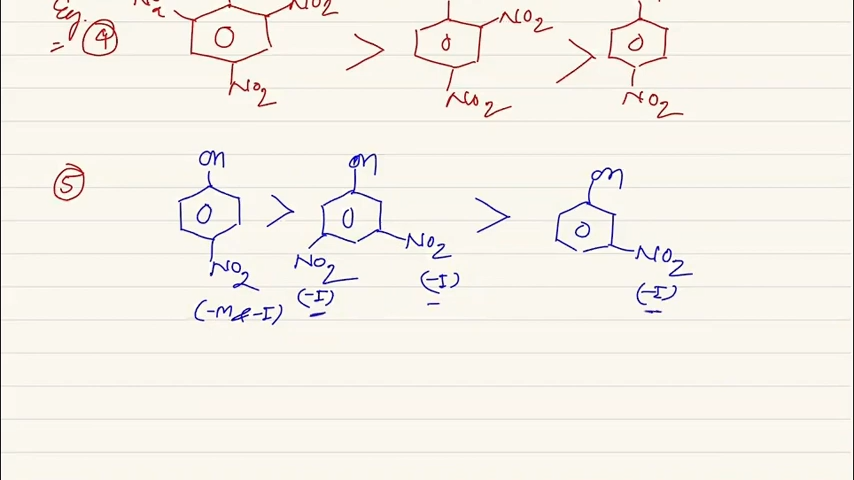 NO2 NO2
Eg. 4 > NO2 >
= NO2 NO2 NO2
5 OH > OH > OH
NO2 NO2 NO2 NO2
(-M & -I) (-I) (-I) (-I)